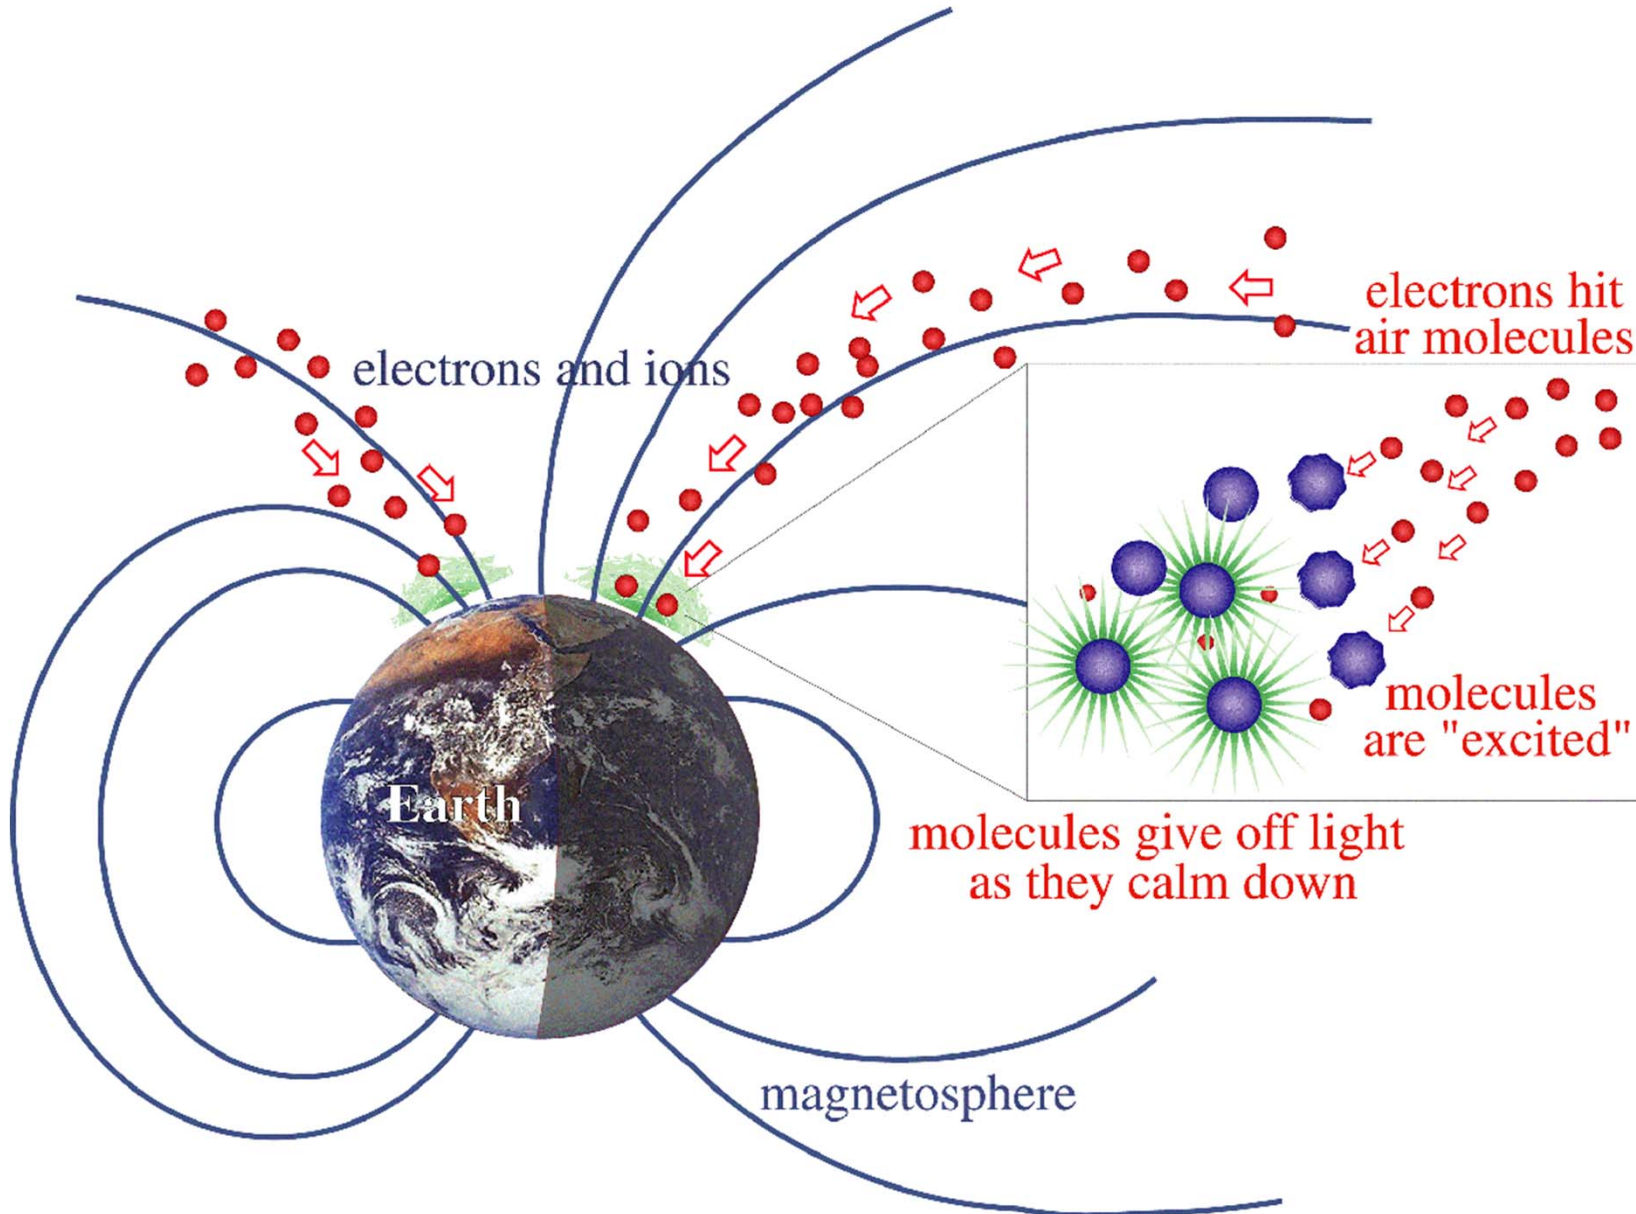 electrons and ions
electrons hit
air molecules
molecules
are "excited"
Earth
molecules give off light
as they calm down
magnetosphere